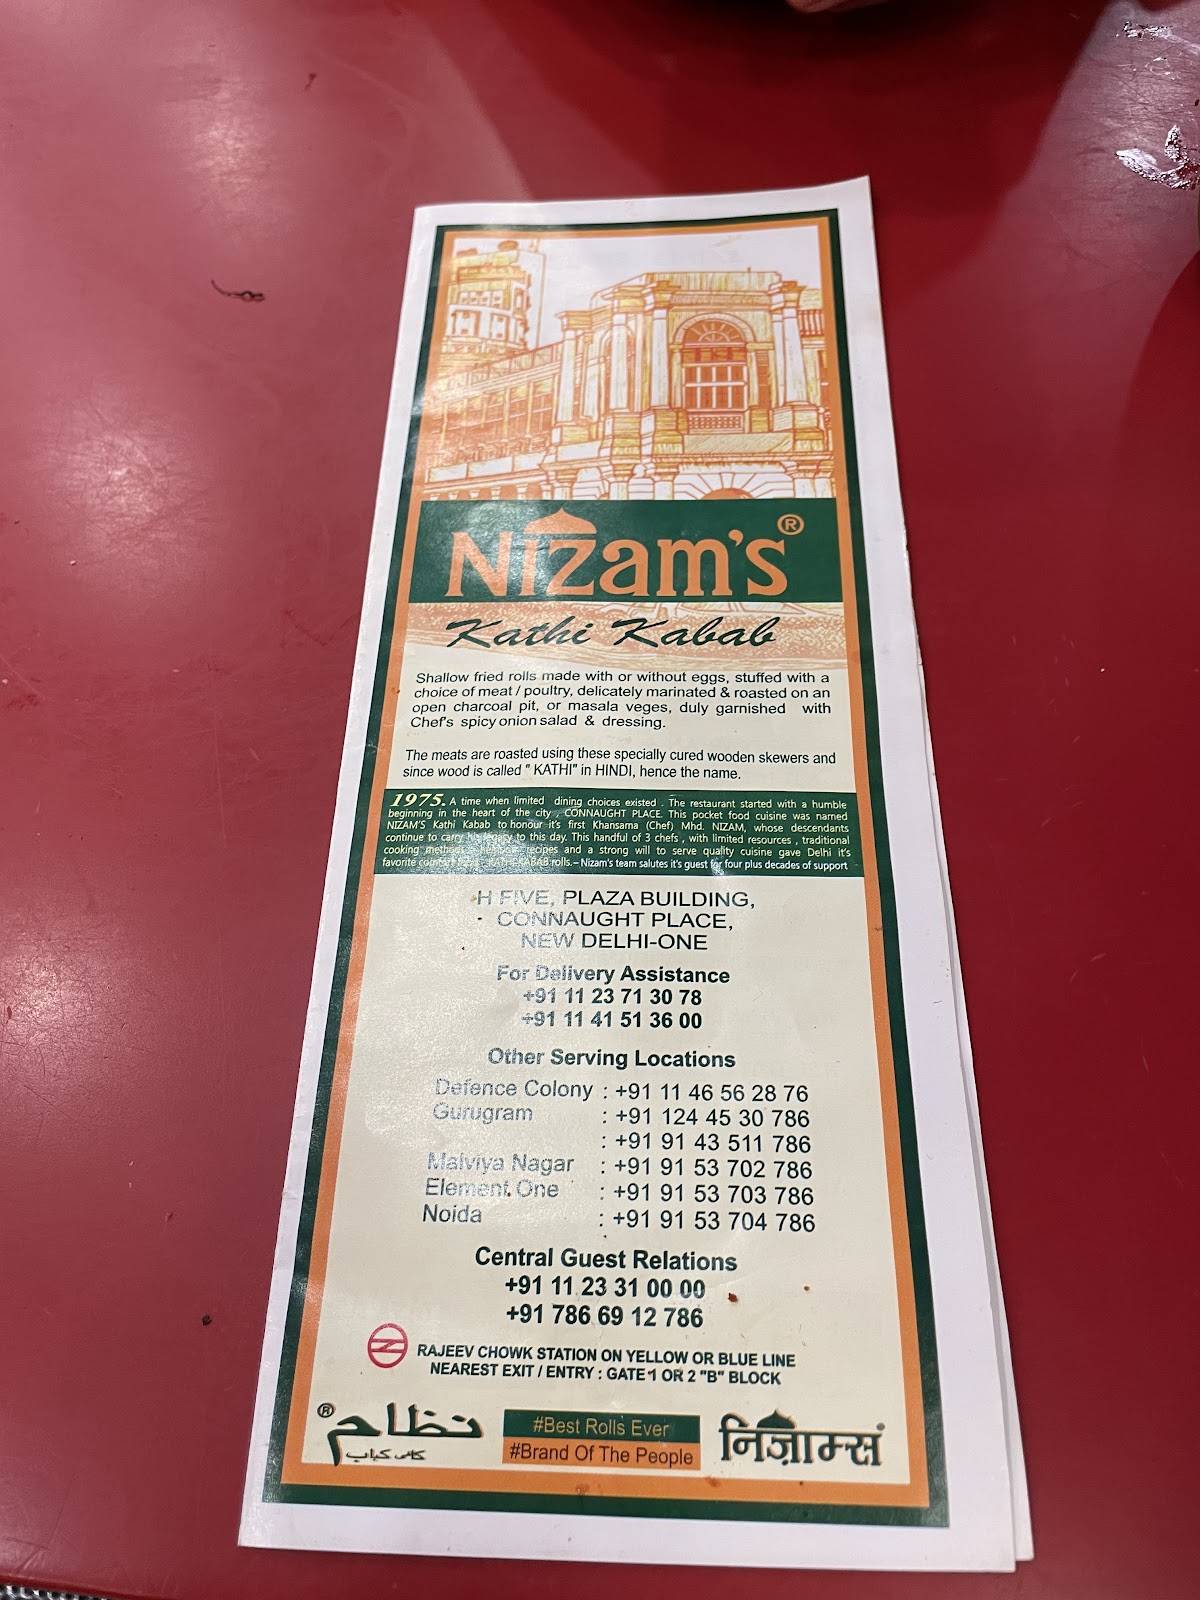 Nizam's®
Kathi Kabab
Shallow fried rolls made with or without eggs, stuffed with a
choice of meat / poultry, delicately marinated & roasted on an
open charcoal pit, or masala veges, duly garnished with
Chef's spicy onion salad & dressing.
The meats are roasted using these specially cured wooden skewers and
since wood is called " KATHI" in HINDI, hence the name.
1975. A time when limited dining choices existed . The restaurant started with a humble
beginning in the heart of the city , CONNAUGHT PLACE. This pocket food cuisine was named
NIZAM'S Kathi Kabab to honour it's first Khansama (Chef) Mhd. NIZAM, whose descendants
continue to carry his legacy to this day. This handful of 3 chefs , with limited resources , traditional
cooking methods recipes and a strong will to serve quality cuisine gave Delhi it's
favorite KATHI KABAB rolls.– Nizam's team salutes it's guest for four plus decades of support
H FIVE, PLAZA BUILDING,
CONNAUGHT PLACE,
NEW DELHI-ONE
For Delivery Assistance
+91 11 23 71 30 78
+91 11 41 51 36 00
Other Serving Locations
Defence Colony : +91 11 46 56 28 76
Gurugram : +91 124 45 30 786
: +91 91 43 511 786
Malviya Nagar : +91 91 53 702 786
Element One : +91 91 53 703 786
Noida : +91 91 53 704 786
Central Guest Relations
+91 11 23 31 00 00
+91 786 69 12 786
RAJEEV CHOWK STATION ON YELLOW OR BLUE LINE
NEAREST EXIT / ENTRY : GATE 1 OR 2 "B" BLOCK
® نظام
کاٹھی کباب
#Best Rolls Ever
#Brand Of The People
निज़ाम्सं